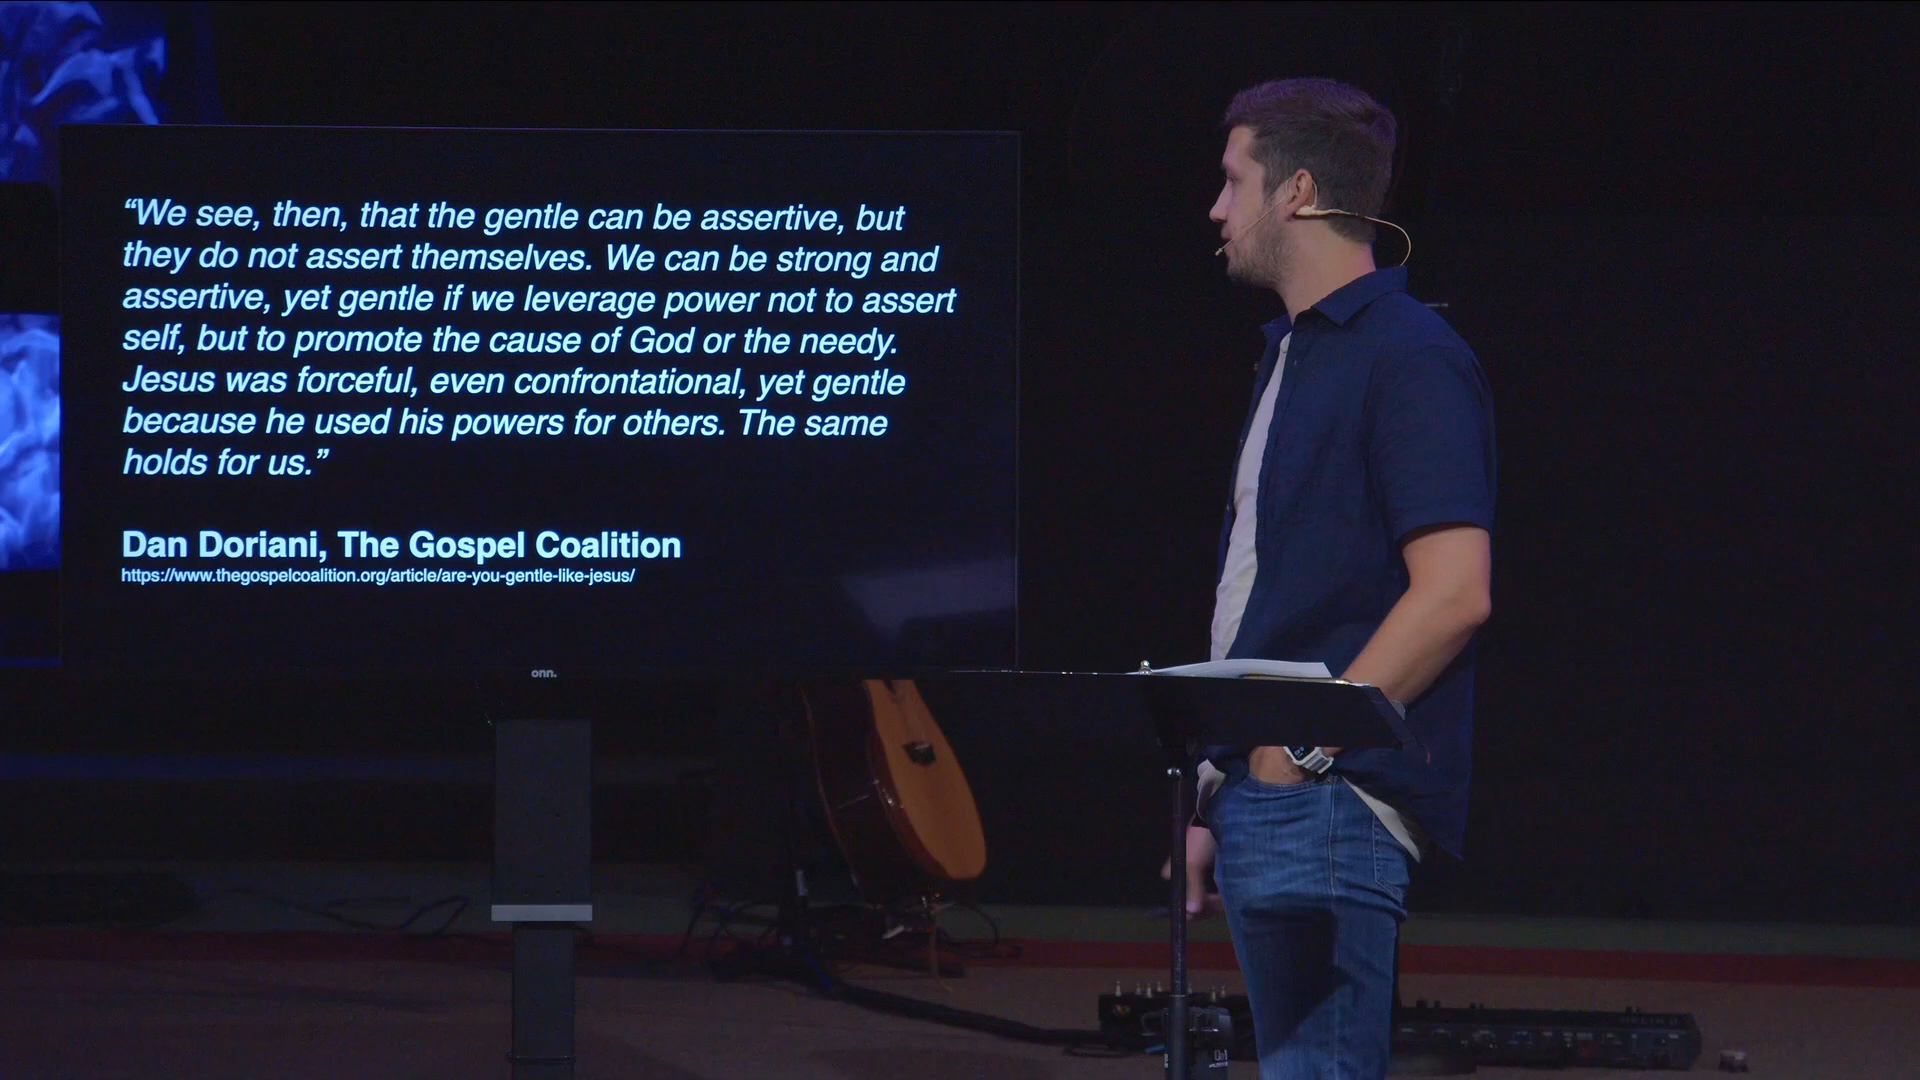 “We see, then, that the gentle can be assertive, but
they do not assert themselves. We can be strong and
assertive, yet gentle if we leverage power not to assert
self, but to promote the cause of God or the needy.
Jesus was forceful, even confrontational, yet gentle
because he used his powers for others. The same
holds for us.”
Dan Doriani, The Gospel Coalition
https://www.thegospelcoalition.org/article/are-you-gentle-like-jesus/
onn.
HELIX